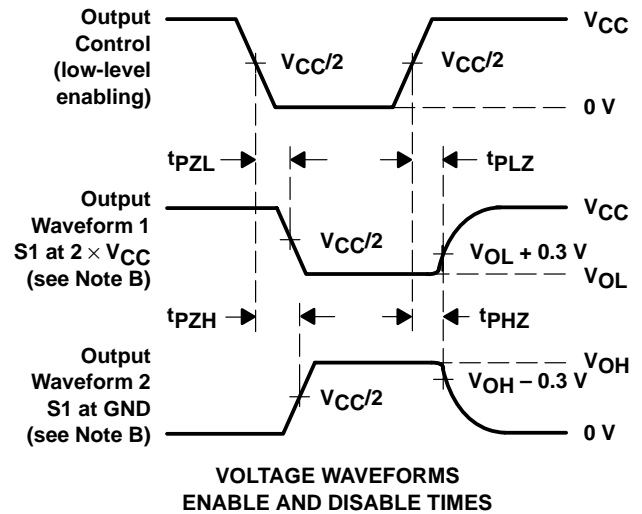 Output
Control
(low-level
enabling)
VCC/2
VCC/2
VCC
0 V
tPZL
tPLZ
Output
Waveform 1
S1 at 2 × VCC
(see Note B)
VCC/2
VCC
VOL + 0.3 V
VOL
tPZH
tPHZ
Output
Waveform 2
S1 at GND
(see Note B)
VCC/2
VOH
VOH – 0.3 V
0 V
VOLTAGE WAVEFORMS
ENABLE AND DISABLE TIMES